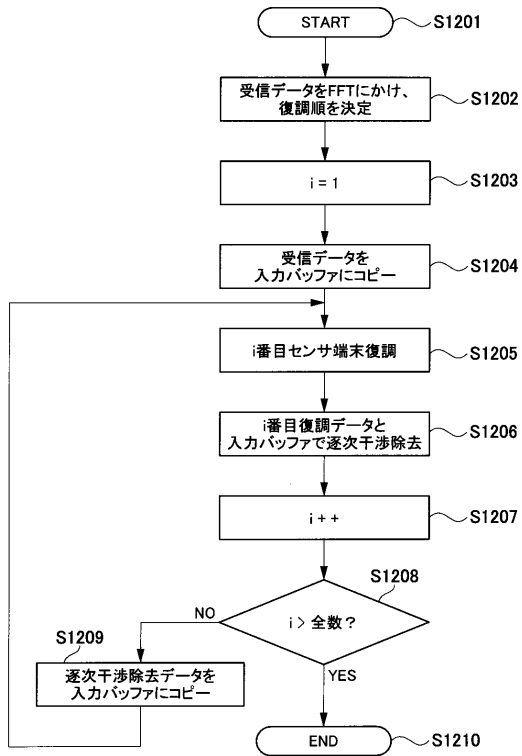 START
S1201
受信データをFFTにかけ、
復調順を決定
S1202
i = 1
S1203
受信データを
入力バッファにコピー
S1204
i番目センサ端末復調
S1205
i番目復調データと
入力バッファで逐次干渉除去
S1206
i + +
S1207
S1208
i > 全数？
NO
YES
S1209
逐次干渉除去データを
入力バッファにコピー
END
S1210